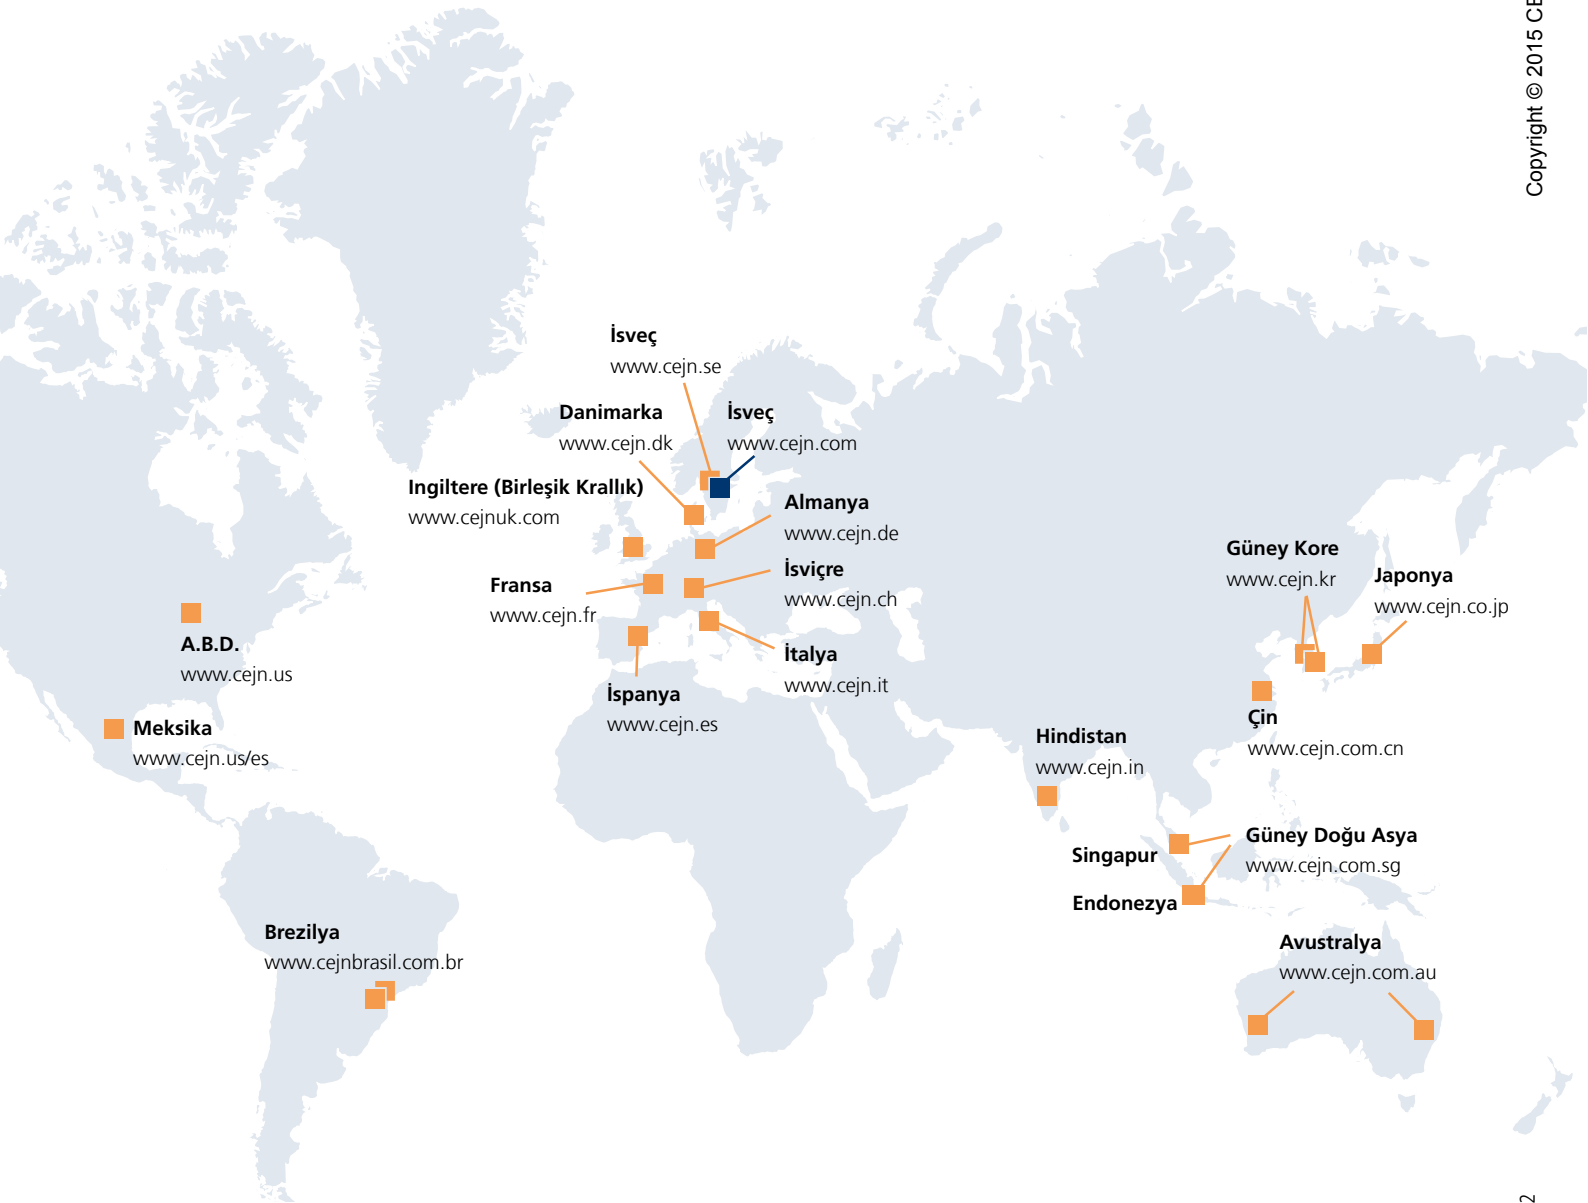 Copyright © 2015 CE
İsveç
www.cejn.se
Danimarka
www.cejn.dk
İsveç
www.cejn.com
Ingiltere (Birleşik Krallık)
www.cejnuk.com
Almanya
www.cejn.de
Fransa
www.cejn.fr
İsviçre
www.cejn.ch
Güney Kore
www.cejn.kr
Japonya
www.cejn.co.jp
A.B.D.
www.cejn.us
İtalya
www.cejn.it
İspanya
www.cejn.es
Meksika
www.cejn.us/es
Çin
www.cejn.com.cn
Hindistan
www.cejn.in
Güney Doğu Asya
www.cejn.com.sg
Singapur
Endonezya
Brezilya
www.cejnbrasil.com.br
Avustralya
www.cejn.com.au
2